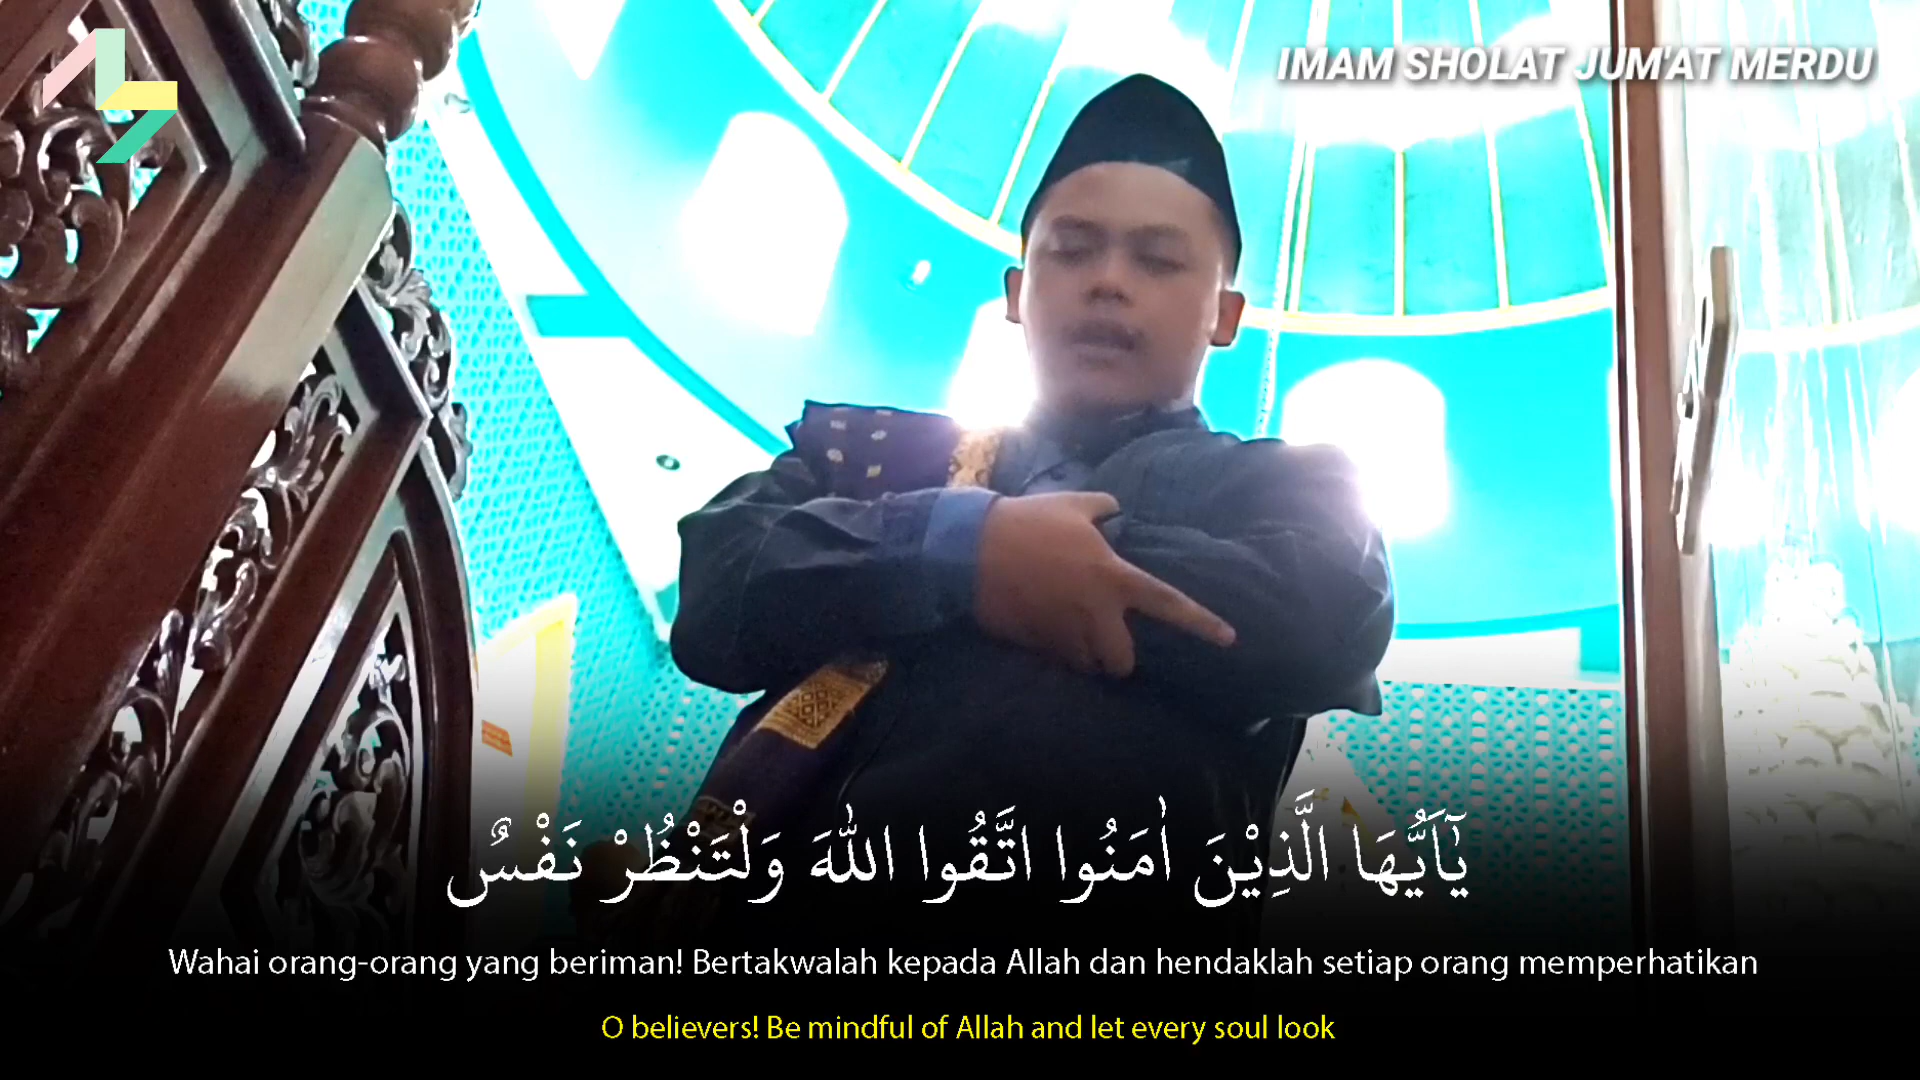 IMAM SHOLAT JUM'AT MERDU
يٰٓاَيُّهَا الَّذِيْنَ اٰمَنُوا اتَّقُوا اللّٰهَ وَلْتَنْظُرْ نَفْسٌ
Wahai orang-orang yang beriman! Bertakwalah kepada Allah dan hendaklah setiap orang memperhatikan
O believers! Be mindful of Allah and let every soul look